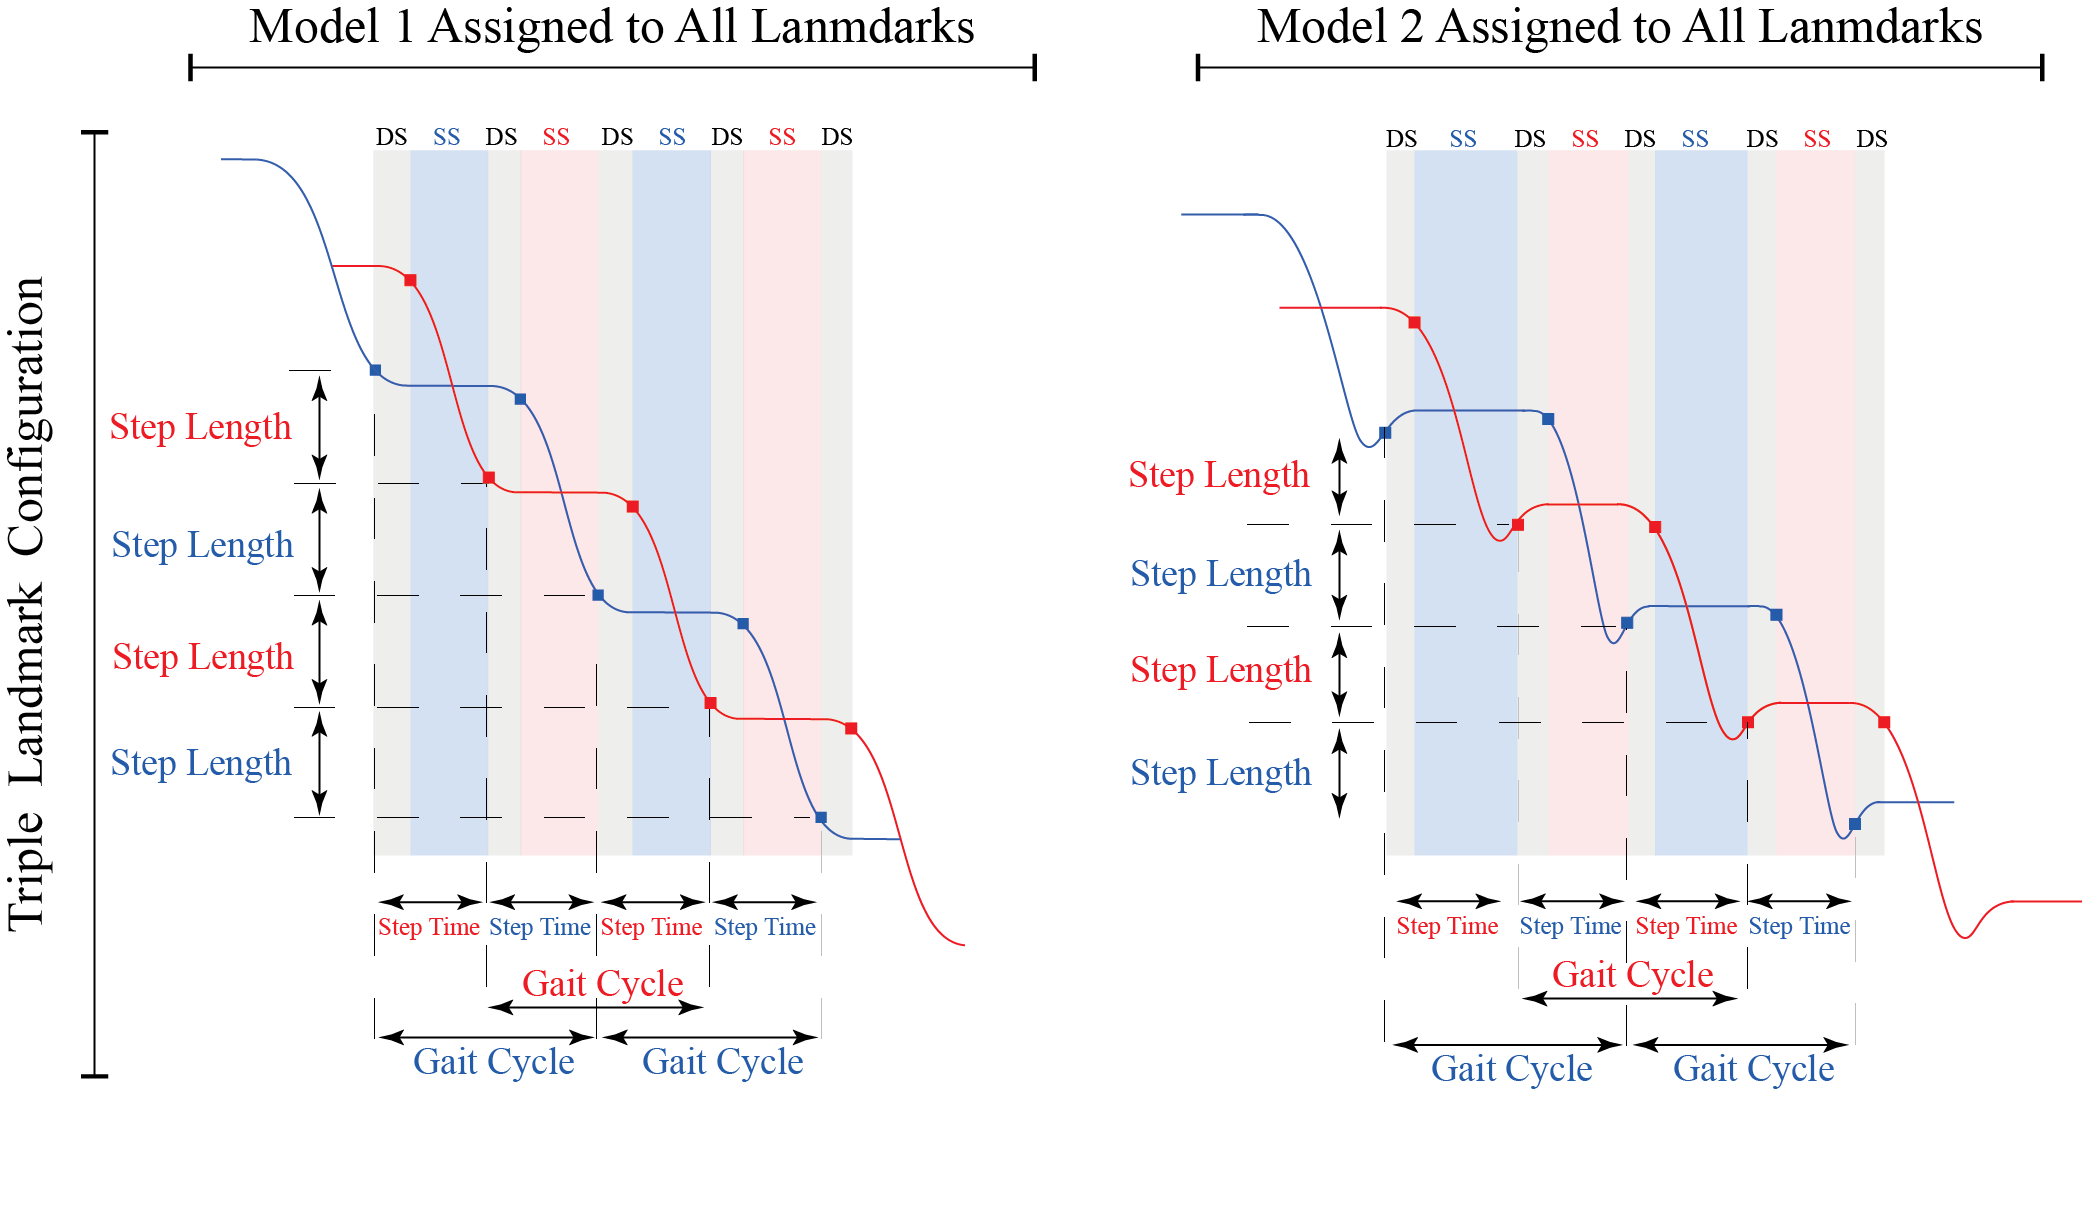 Model 1 Assigned to All Lanmdarks
Model 2 Assigned to All Lanmdarks
Triple Landmark Configuration
DS SS DS SS DS SS DS SS DS
Step Length
Step Length
Step Length
Step Length
Step Time Step Time Step Time Step Time
Gait Cycle
Gait Cycle Gait Cycle
DS SS DS SS DS SS DS SS DS
Step Length
Step Length
Step Length
Step Length
Step Time Step Time Step Time Step Time
Gait Cycle
Gait Cycle Gait Cycle